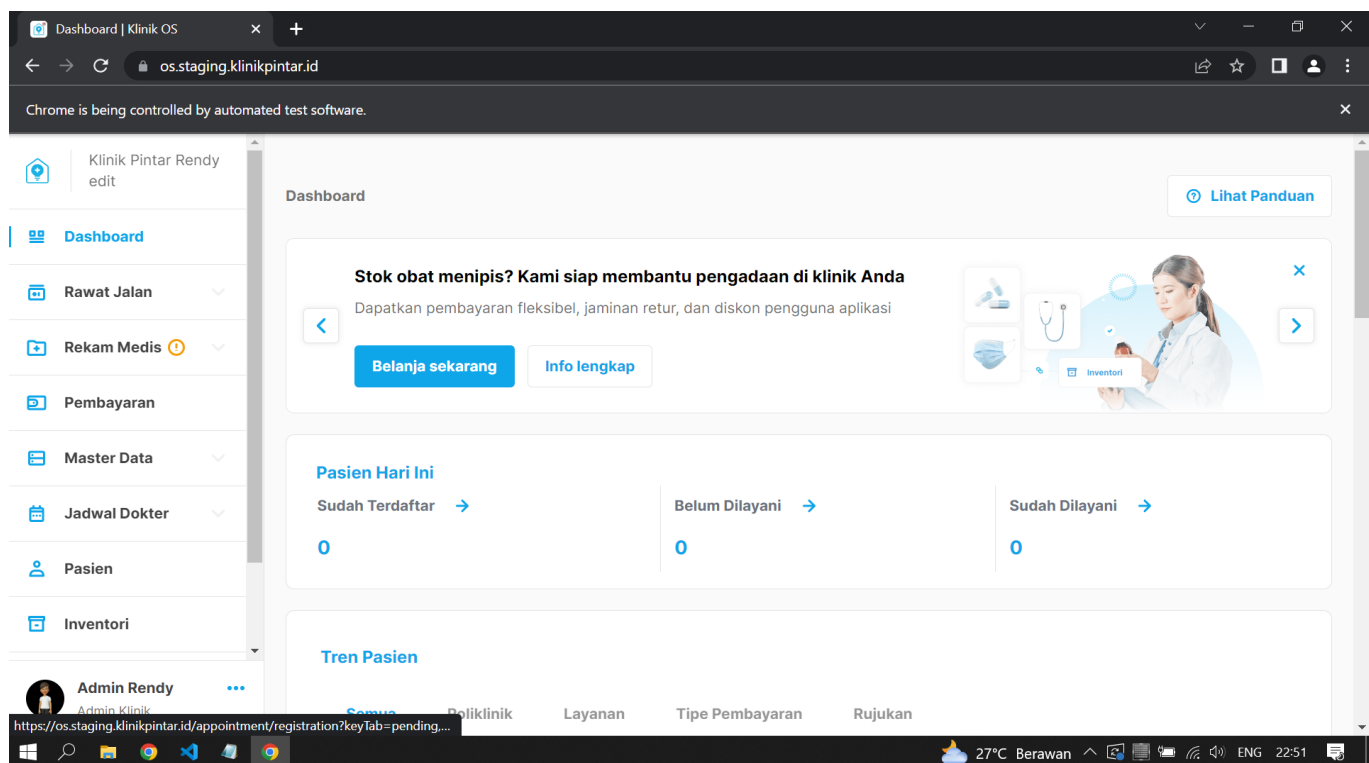 Dashboard | Klinik OS
os.staging.klinikpintar.id
Chrome is being controlled by automated test software.
Klinik Pintar Rendy
edit
Dashboard
Rawat Jalan
Rekam Medis
Pembayaran
Master Data
Jadwal Dokter
Pasien
Inventori
Admin Rendy
Admin Klinik
https://os.staging.klinikpintar.id/appointment/registration?keyTab=pending,...
Dashboard
Lihat Panduan
Stok obat menipis? Kami siap membantu pengadaan di klinik Anda
Dapatkan pembayaran fleksibel, jaminan retur, dan diskon pengguna aplikasi
Belanja sekarang
Info lengkap
Inventori
Pasien Hari Ini
Sudah Terdaftar
0
Belum Dilayani
0
Sudah Dilayani
0
Tren Pasien
Semua Poliklinik Layanan Tipe Pembayaran Rujukan
27°C Berawan ENG 22:51